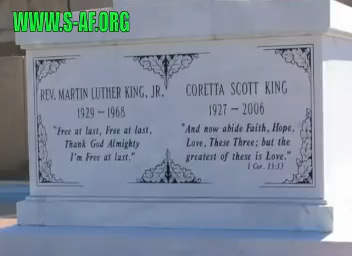 WWW.S-AF.ORG
REV. MARTIN LUTHER KING, JR.
1929 – 1968
"Free at last, Free at last,
Thank God Almighty
I'm Free at last."
CORETTA SCOTT KING
1927 – 2006
"And now abide Faith, Hope,
Love, These Three; but the
greatest of these is Love."
1 Cor. 13:13